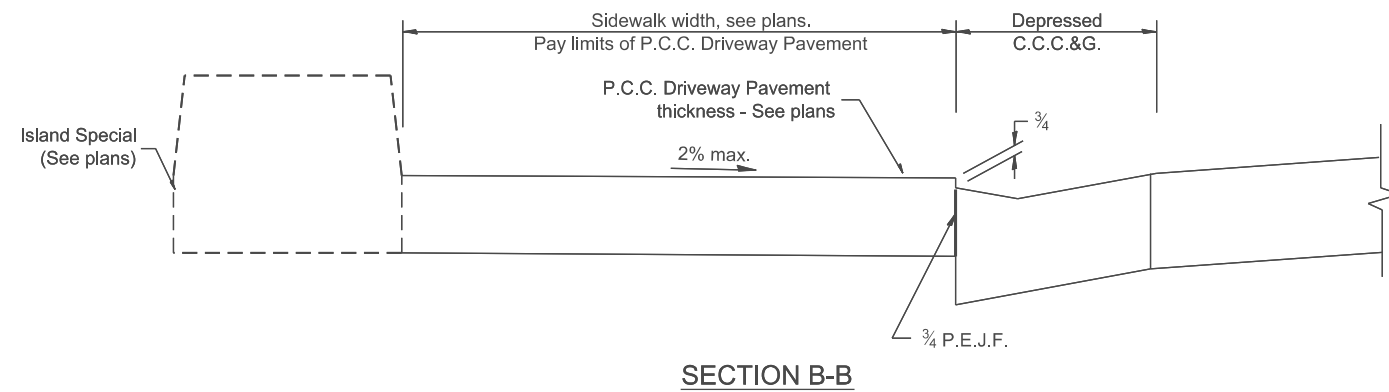 Sidewalk width, see plans.
Pay limits of P.C.C. Driveway Pavement
Depressed
C.C.C.&G.
P.C.C. Driveway Pavement
thickness - See plans
¾
Island Special
(See plans)
2% max.
¾ P.E.J.F.
SECTION B-B